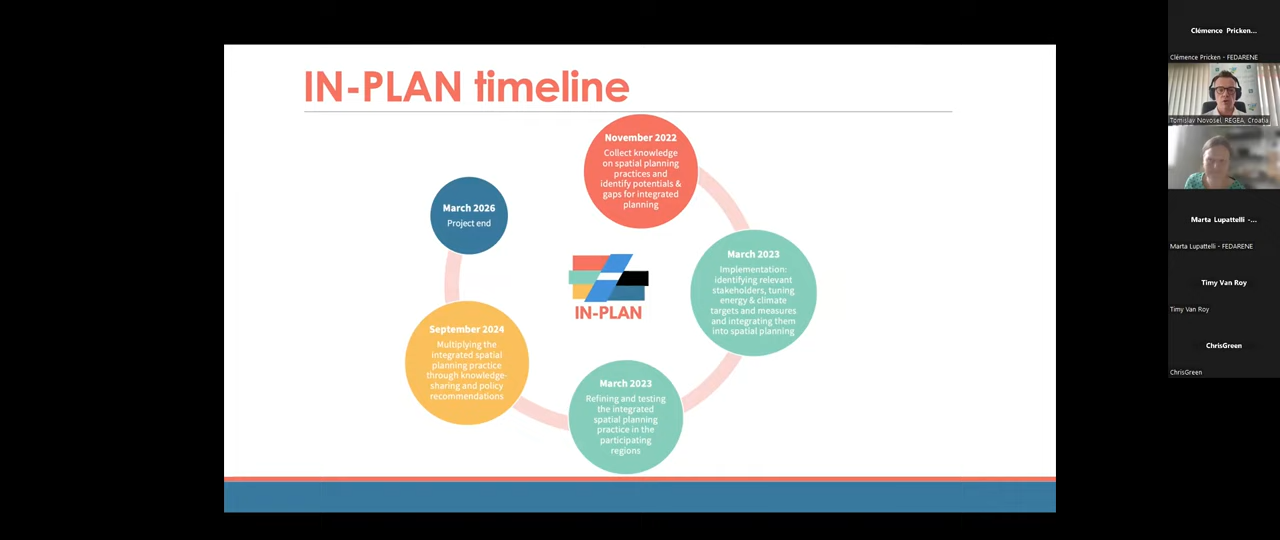 IN-PLAN timeline
November 2022
Collect knowledge
on spatial planning
practices and
identify potentials &
gaps for integrated
planning
March 2023
Implementation:
identifying relevant
stakeholders, tuning
energy & climate
targets and measures
and integrating them
into spatial planning
March 2023
Refining and testing
the integrated
spatial planning
practice in the
participating
regions
September 2024
Multiplying the
integrated spatial
planning practice
through knowledge-
sharing and policy
recommendations
March 2026
Project end
IN-PLAN
Clémence Pricken...
Clémence Pricken - FEDARENE
Tomislav Novosel, REGEA, Croatia
Marta Lupattelli -...
Marta Lupattelli - FEDARENE
Timy Van Roy
Timy Van Roy
ChrisGreen
ChrisGreen